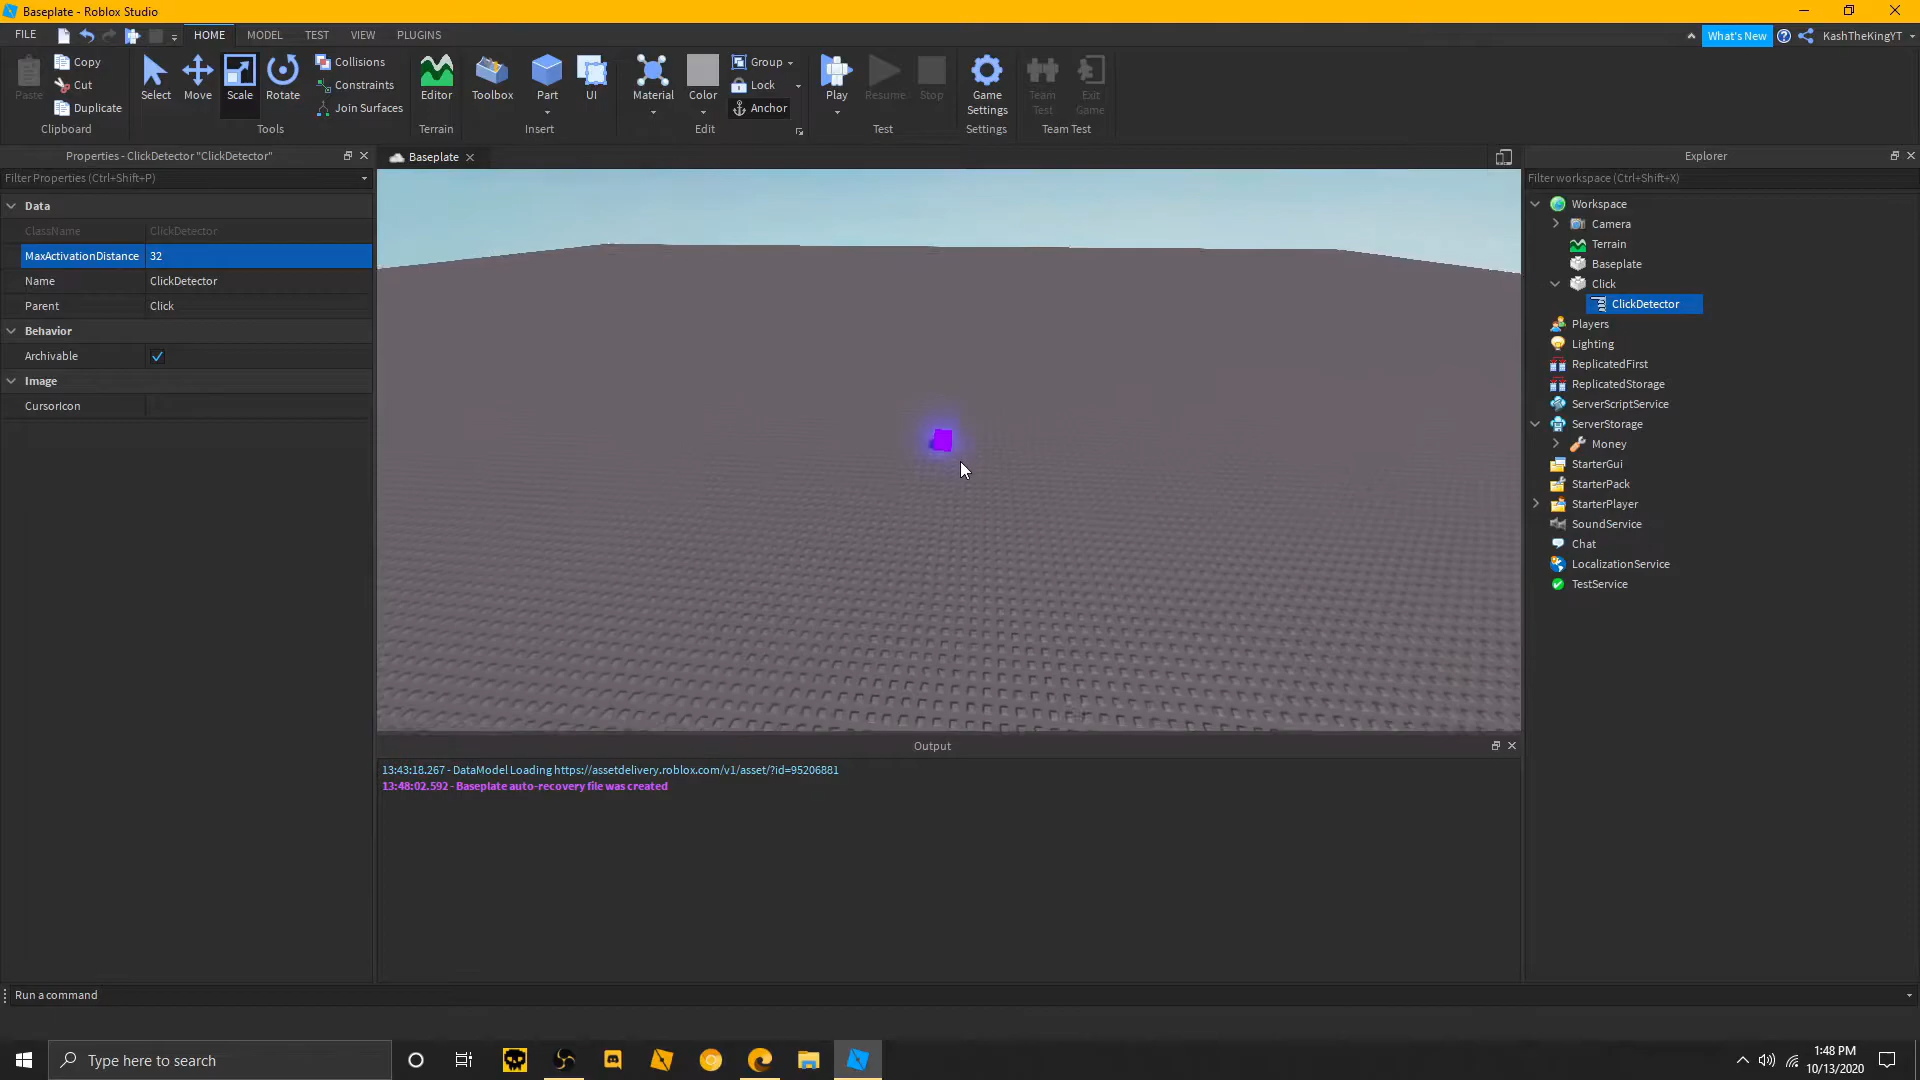 Baseplate - Roblox Studio
FILE
HOME
MODEL
TEST
VIEW
PLUGINS
What's New
KashTheKingYT
Paste
Copy
Cut
Duplicate
Clipboard
Select
Move
Scale
Rotate
Collisions
Constraints
Join Surfaces
Tools
Editor
Terrain
Toolbox
Part
UI
Insert
Material
Color
Group
Lock
Anchor
Edit
Play
Resume
Stop
Test
Game
Settings
Settings
Team
Test
Exit
Game
Team Test
Properties - ClickDetector "ClickDetector"
Filter Properties (Ctrl+Shift+P)
Data
ClassName ClickDetector
MaxActivationDistance 32
Name ClickDetector
Parent Click
Behavior
Archivable
Image
CursorIcon
Baseplate
Output
13:43:18.267 - DataModel Loading https://assetdelivery.roblox.com/v1/asset/?id=95206881
13:48:02.592 - Baseplate auto-recovery file was created
Explorer
Filter workspace (Ctrl+Shift+X)
Workspace
Camera
Terrain
Baseplate
Click
ClickDetector
Players
Lighting
ReplicatedFirst
ReplicatedStorage
ServerScriptService
ServerStorage
Money
StarterGui
StarterPack
StarterPlayer
SoundService
Chat
LocalizationService
TestService
Run a command
Type here to search
1:48 PM
10/13/2020